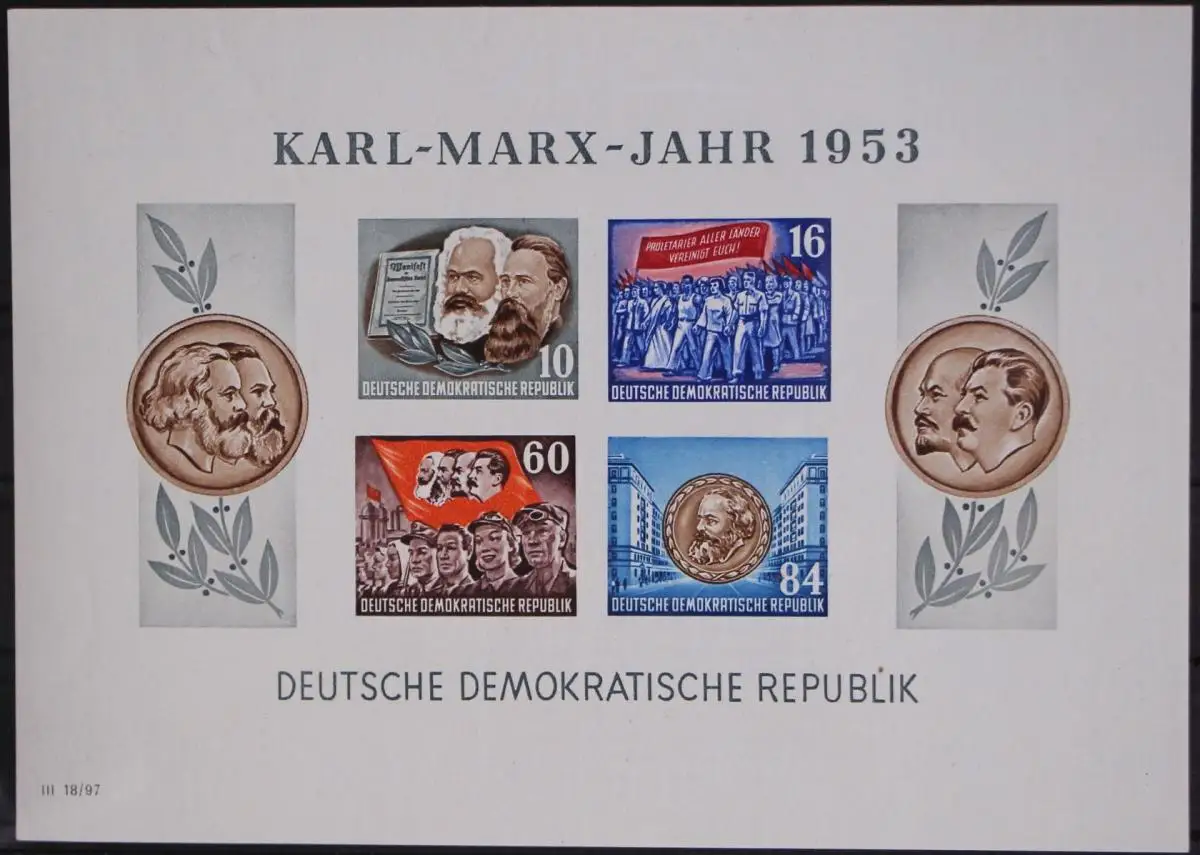 KARL-MARX-JAHR 1953
Manifest
10
DEUTSCHE DEMOKRATISCHE REPUBLIK
PROLETARIER ALLER LÄNDER
VEREINIGT EUCH!
16
DEUTSCHE DEMOKRATISCHE REPUBLIK
60
DEUTSCHE DEMOKRATISCHE REPUBLIK
84
DEUTSCHE DEMOKRATISCHE REPUBLIK
DEUTSCHE DEMOKRATISCHE REPUBLIK
III 18/97